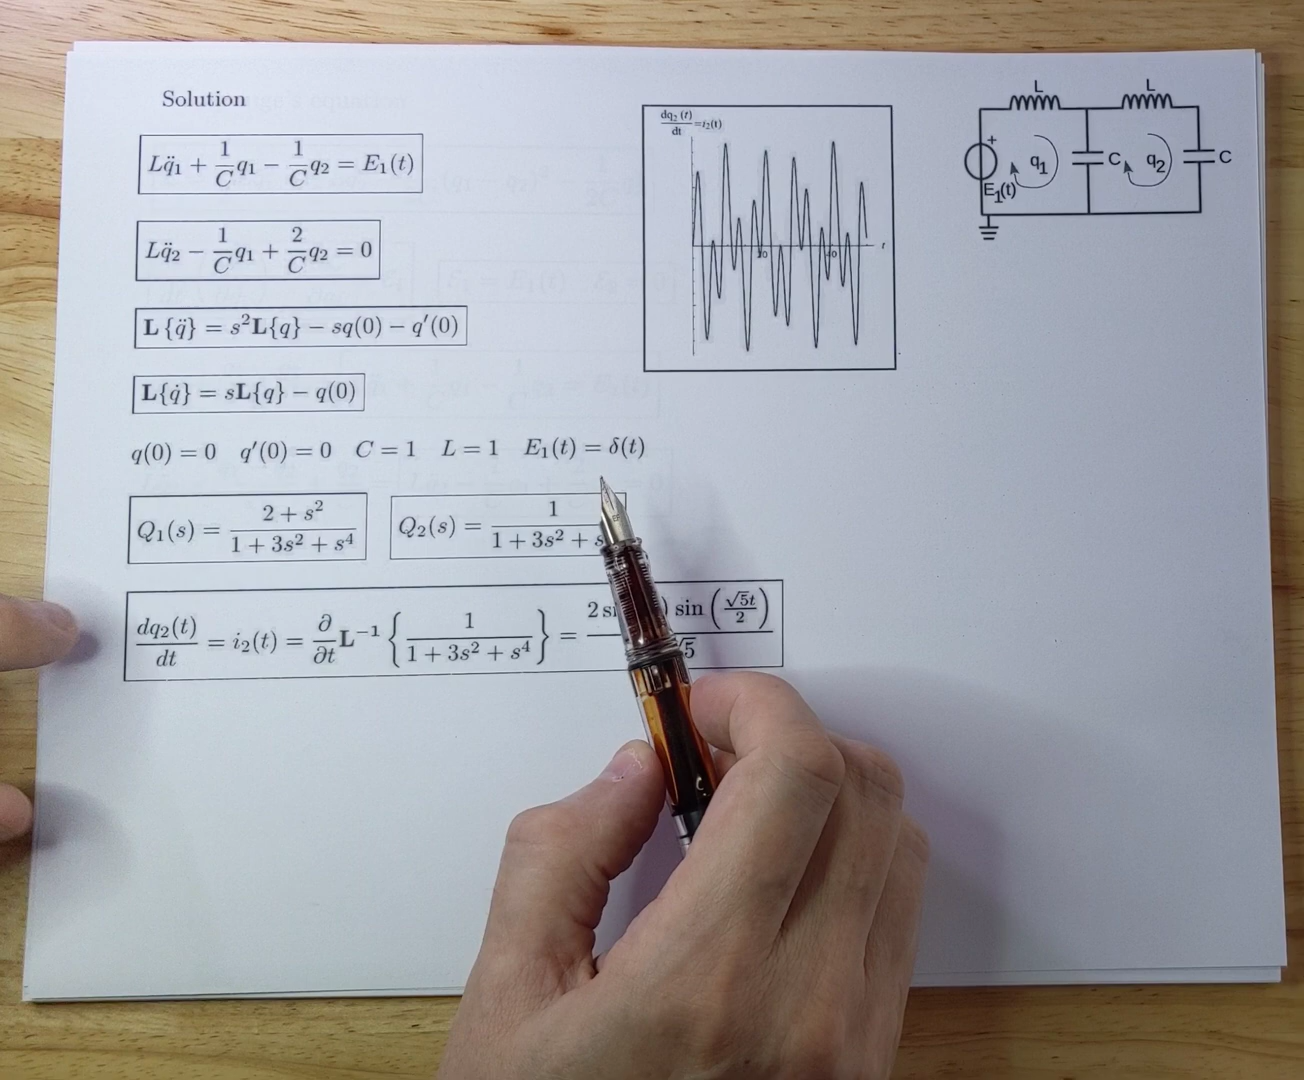 Solution
Lq̈₁ + 1/C q₁ − 1/C q₂ = E₁(t)
Lq̈₂ − 1/C q₁ + 2/C q₂ = 0
L{q̈} = s²L{q} − sq(0) − q′(0)
L{q̇} = sL{q} − q(0)
q(0) = 0 q′(0) = 0 C = 1 L = 1 E₁(t) = δ(t)
Q₁(s) = (2 + s²)/(1 + 3s² + s⁴) Q₂(s) = 1/(1 + 3s² + s
dq₂(t)/dt = i₂(t) = ∂/∂t L⁻¹ {1/(1 + 3s² + s⁴)} = 2 ) sin (√5t/2) / √5
dq₂(t)/dt =i₂(t)
t
40
L L
+ q₁ C q₂ C
E₁(t)